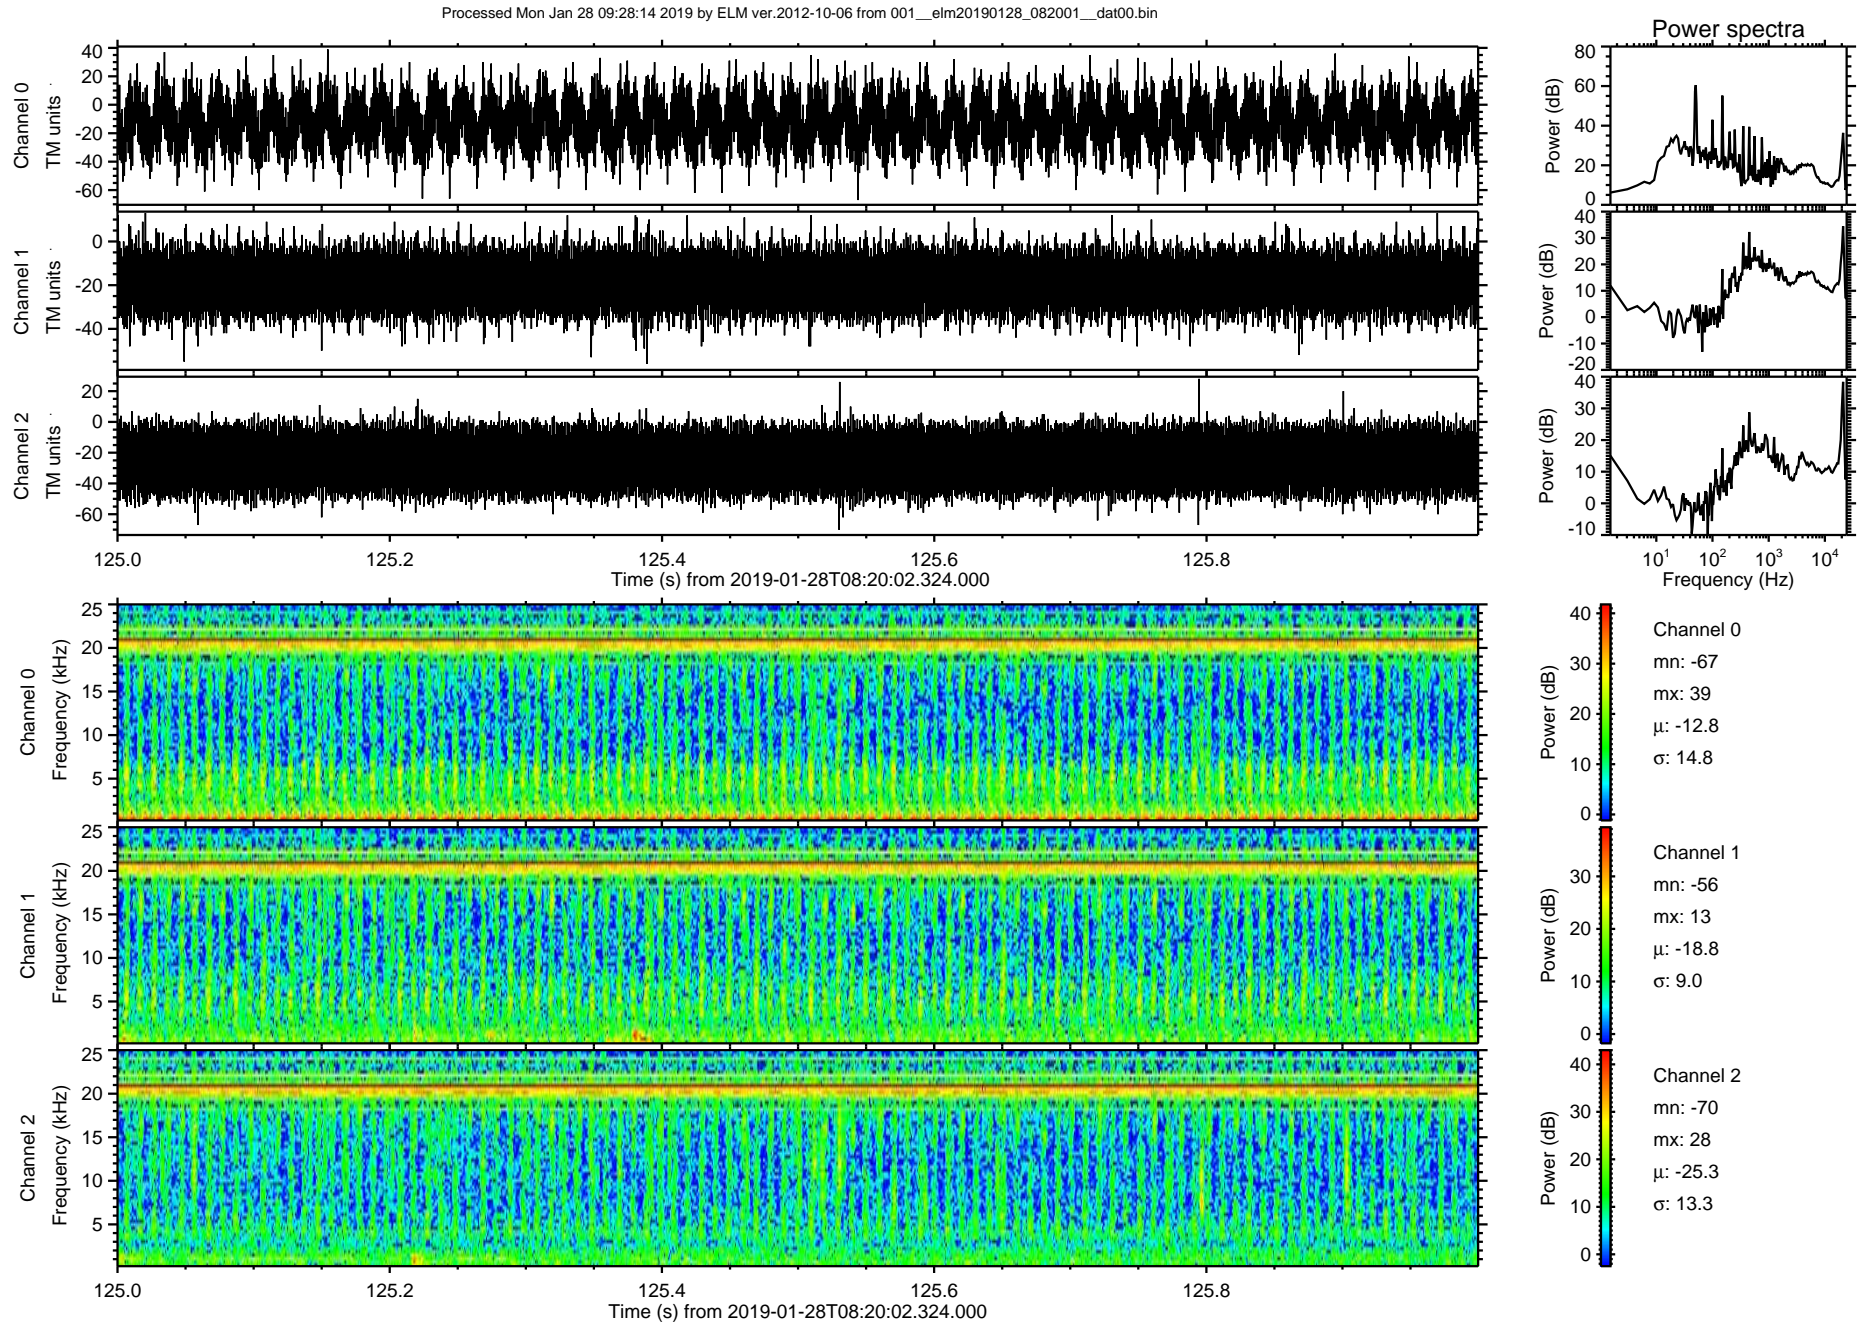 Processed Mon Jan 28 09:28:14 2019 by ELM ver.2012-10-06 from 001__elm20190128_082001__dat00.bin
Power spectra
Channel 0
TM units
40
20
0
-20
-40
-60
Power (dB)
80
60
40
20
0
Channel 1
TM units
0
-20
-40
Power (dB)
40
30
20
10
0
-10
-20
Channel 2
TM units
20
0
-20
-40
-60
Power (dB)
40
30
20
10
0
-10
125.0 125.2 125.4 125.6 125.8
Time (s) from 2019-01-28T08:20:02.324.000
10^1 10^2 10^3 10^4
Frequency (Hz)
Channel 0
Frequency (kHz)
25
20
15
10
5
Power (dB)
40
30
20
10
0
Channel 0
mn: -67
mx: 39
μ: -12.8
σ: 14.8
Channel 1
Frequency (kHz)
25
20
15
10
5
Power (dB)
30
20
10
0
Channel 1
mn: -56
mx: 13
μ: -18.8
σ: 9.0
Channel 2
Frequency (kHz)
25
20
15
10
5
Power (dB)
40
30
20
10
0
Channel 2
mn: -70
mx: 28
μ: -25.3
σ: 13.3
125.0 125.2 125.4 125.6 125.8
Time (s) from 2019-01-28T08:20:02.324.000